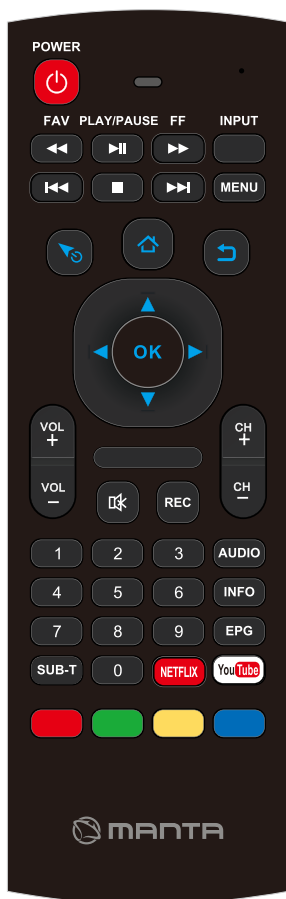 POWER
FAV PLAY/PAUSE FF INPUT
MENU
OK
VOL CH
+ +
VOL CH
– –
REC
1 2 3 AUDIO
4 5 6 INFO
7 8 9 EPG
SUB-T 0 NETFLIX YouTube
MANTA